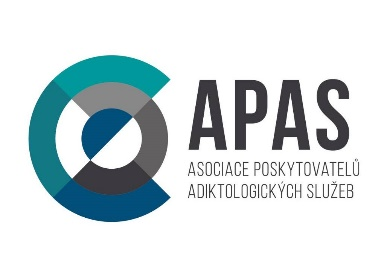 APAS
ASOCIACE POSKYTOVATELŮ
ADIKTOLOGICKÝCH SLUŽEB